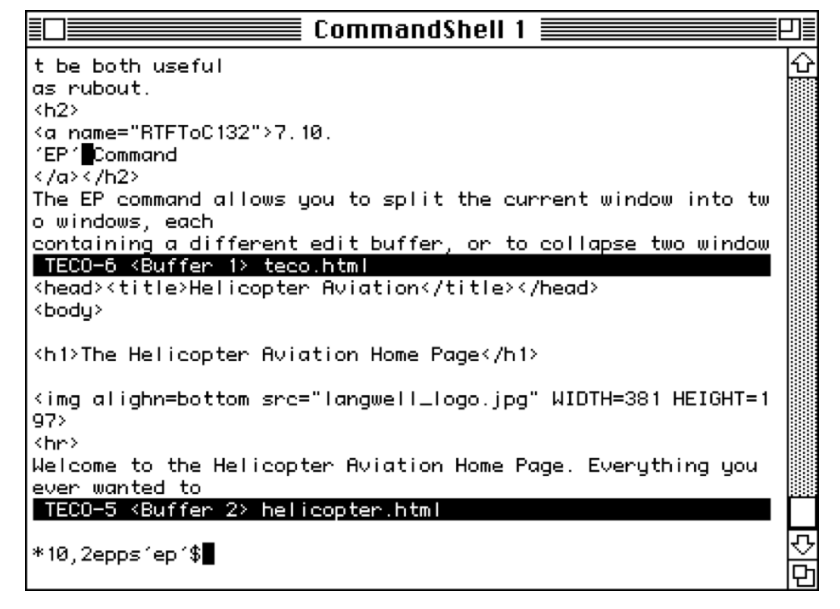 CommandShell 1
t be both useful
as rubout.
<h2>
<a name="RTFToC132">7.10.
´EP´ Command
</a></h2>
The EP command allows you to split the current window into tw
o windows, each
containing a different edit buffer, or to collapse two window
TECO-6 <Buffer 1> teco.html
<head><title>Helicopter Aviation</title></head>
<body>
<h1>The Helicopter Aviation Home Page</h1>
<img alighn=bottom src="langwell_logo.jpg" WIDTH=381 HEIGHT=1
97>
<hr>
Welcome to the Helicopter Aviation Home Page. Everything you
ever wanted to
TECO-5 <Buffer 2> helicopter.html
*10,2epps´ep´$